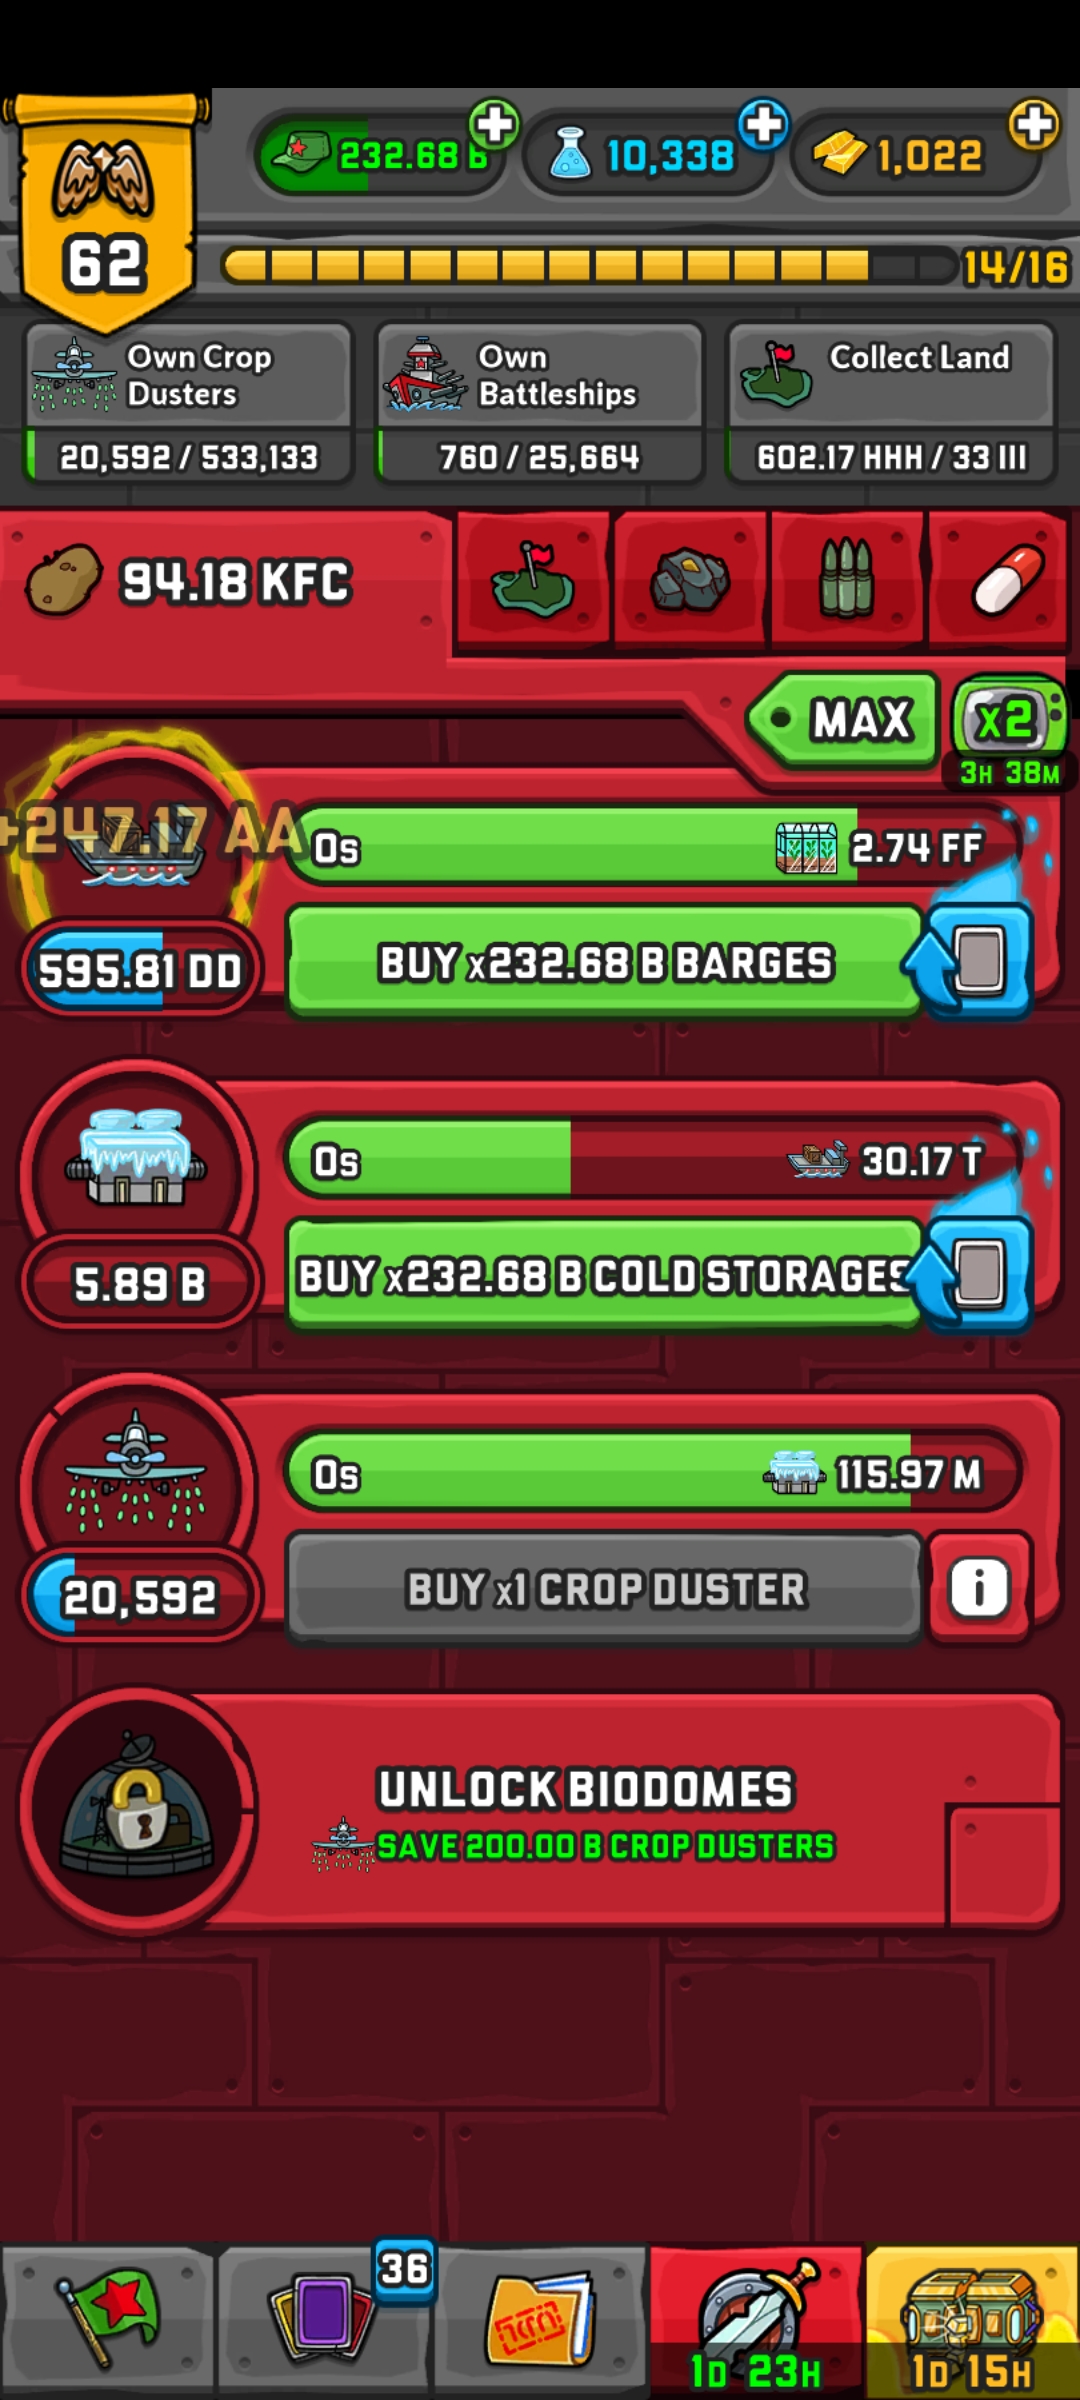 232.68 B
10,338
1,022
62
14/16
Own Crop
Dusters
20,592 / 533,133
Own
Battleships
760 / 25,664
Collect Land
602.17 HHH / 33 III
94.18 KFC
MAX
x2
3H 38M
+247.17 AA
0s
2.74 FF
595.81 DD
BUY x232.68 B BARGES
0s
30.17 T
5.89 B
BUY x232.68 B COLD STORAGES
0s
115.97 M
20,592
BUY x1 CROP DUSTER
i
UNLOCK BIODOMES
SAVE 200.00 B CROP DUSTERS
36
1D 23H
1D 15H